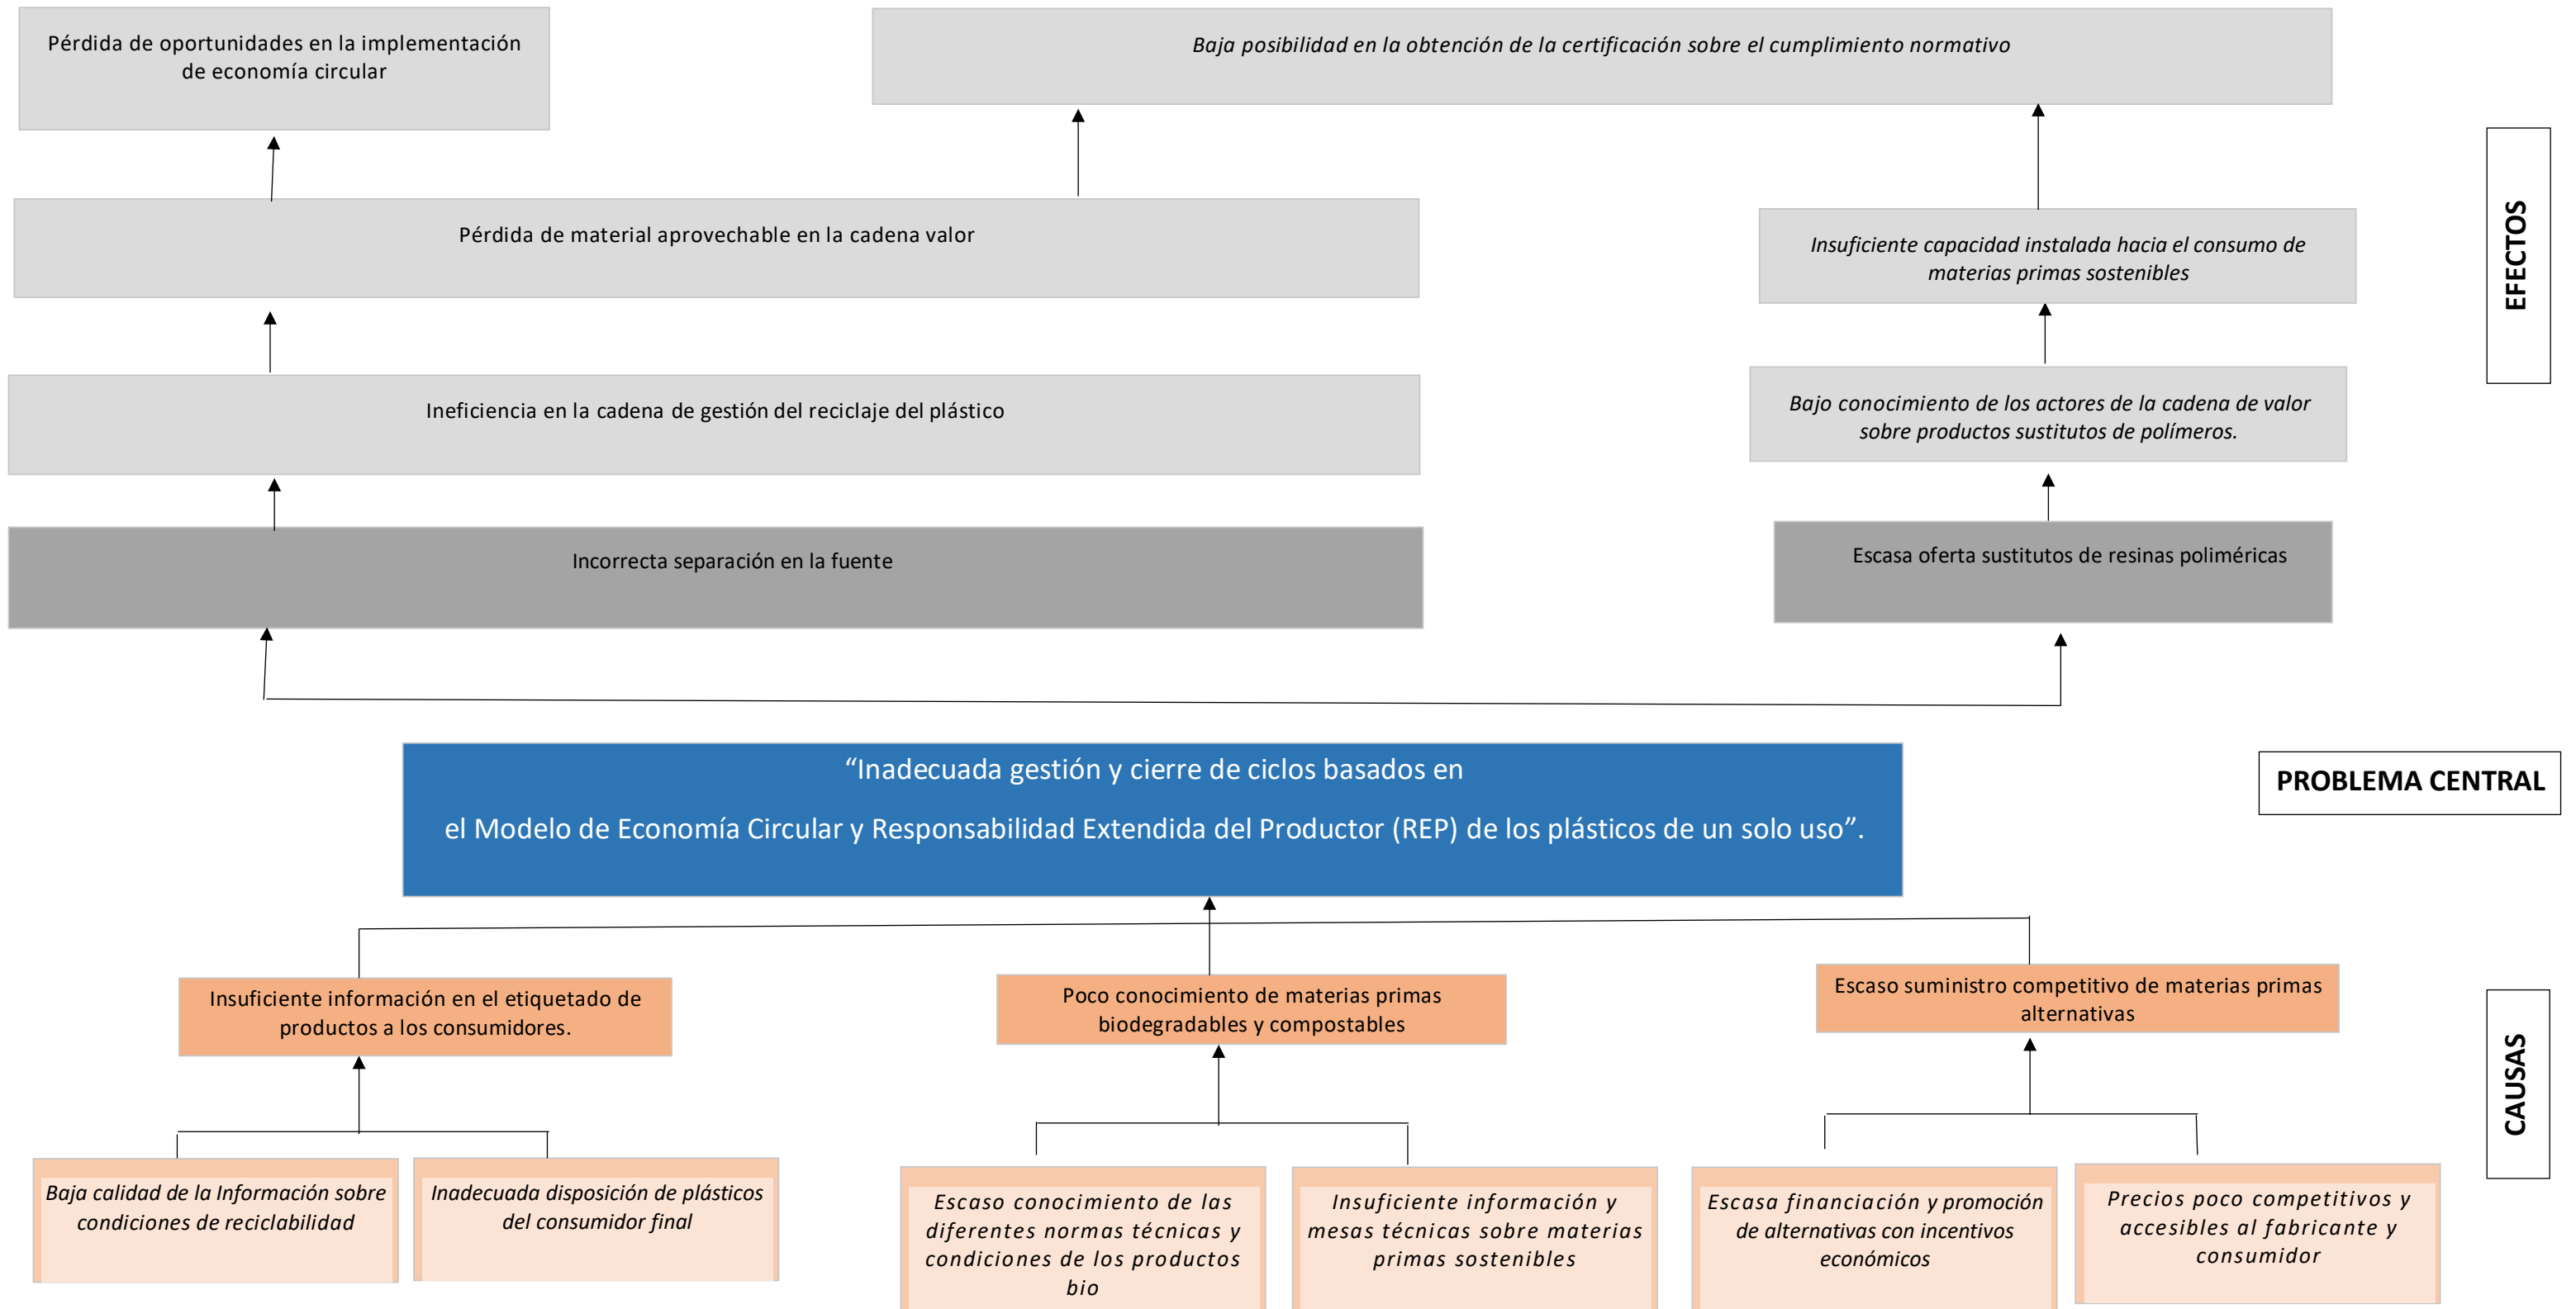 Pérdida de oportunidades en la implementación
de economía circular
Baja posibilidad en la obtención de la certificación sobre el cumplimiento normativo
Pérdida de material aprovechable en la cadena valor
Insuficiente capacidad instalada hacia el consumo de
materias primas sostenibles
EFECTOS
Ineficiencia en la cadena de gestión del reciclaje del plástico
Bajo conocimiento de los actores de la cadena de valor
sobre productos sustitutos de polímeros.
Incorrecta separación en la fuente
Escasa oferta sustitutos de resinas poliméricas
“Inadecuada gestión y cierre de ciclos basados en
el Modelo de Economía Circular y Responsabilidad Extendida del Productor (REP) de los plásticos de un solo uso”.
PROBLEMA CENTRAL
Insuficiente información en el etiquetado de
productos a los consumidores.
Poco conocimiento de materias primas
biodegradables y compostables
Escaso suministro competitivo de materias primas
alternativas
CAUSAS
Baja calidad de la Información sobre
condiciones de reciclabilidad
Inadecuada disposición de plásticos
del consumidor final
Escaso conocimiento de las
diferentes normas técnicas y
condiciones de los productos
bio
Insuficiente información y
mesas técnicas sobre materias
primas sostenibles
Escasa financiación y promoción
de alternativas con incentivos
económicos
Precios poco competitivos y
accesibles al fabricante y
consumidor